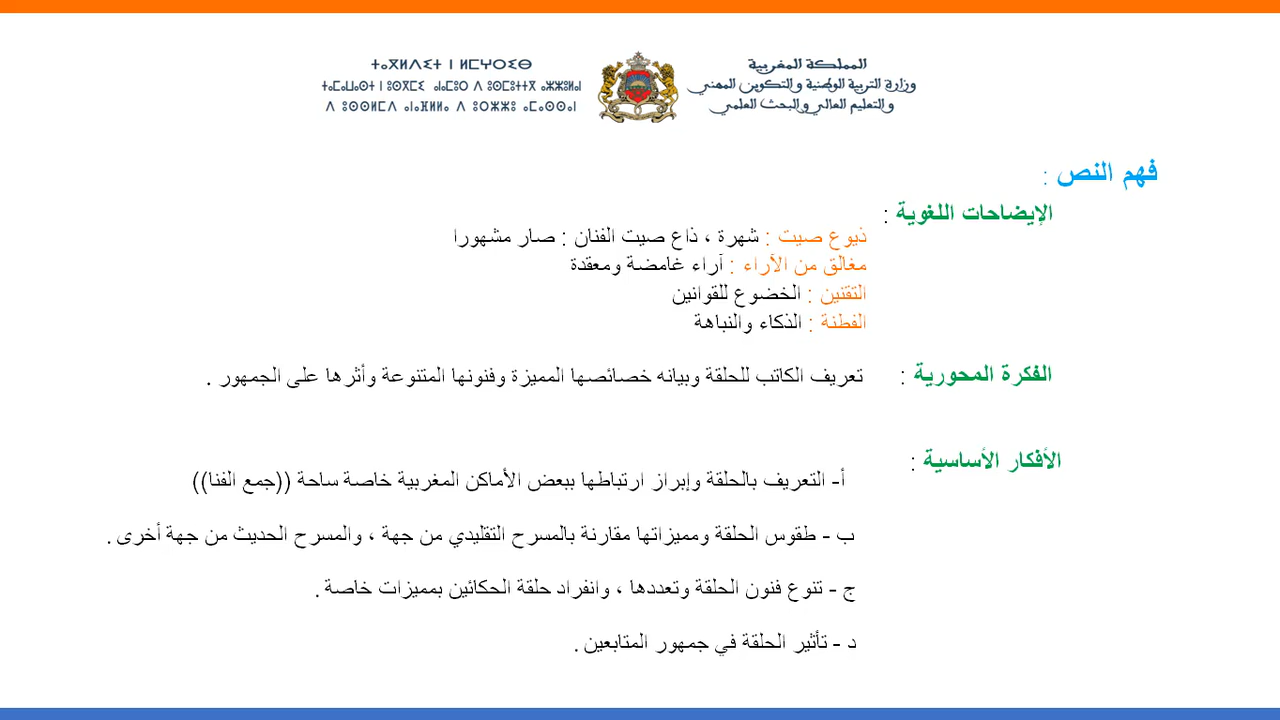 المملكة المغربية
وزارة التربية الوطنية والتكوين المهني
والتعليم العالي والبحث العلمي
ⵜⴰⴳⵍⴷⵉⵜ ⵏ ⵍⵎⵖⵔⵉⴱ
فهم النص :
الإيضاحات اللغوية :
ذيوع صيت : شهرة ، ذاع صيت الفنان : صار مشهورا
مغالق من الآراء : آراء غامضة ومعقدة
التقنين : الخضوع للقوانين
الفطنة : الذكاء والنباهة
الفكرة المحورية : تعريف الكاتب للحلقة وبيانه خصائصها المميزة وفنونها المتنوعة وأثرها على الجمهور .
الأفكار الأساسية :
أ- التعريف بالحلقة وإبراز ارتباطها ببعض الأماكن المغربية خاصة ساحة ((جمع الفنا))
ب - طقوس الحلقة ومميزاتها مقارنة بالمسرح التقليدي من جهة ، والمسرح الحديث من جهة أخرى .
ج - تنوع فنون الحلقة وتعددها ، وانفراد حلقة الحكائين بمميزات خاصة .
د - تأثير الحلقة في جمهور المتابعين .